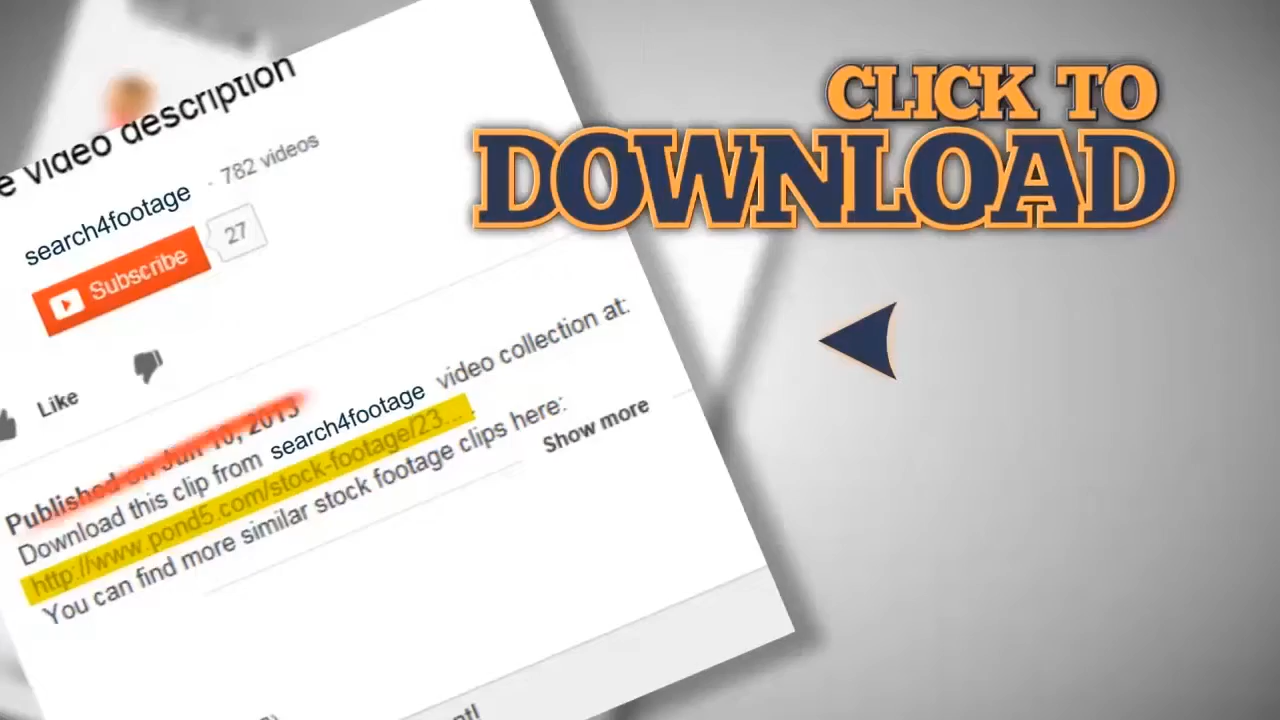 CLICK TO
DOWNLOAD
e video description
search4footage · 782 videos
Subscribe 27
Like
Published on Jun 10, 2013
Download this clip from search4footage video collection at:
http://www.pond5.com/stock-footage/23...
You can find more similar stock footage clips here:
Show more